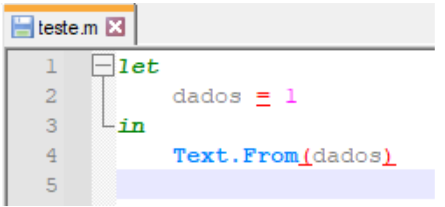 teste.m
1 let
2 dados = 1
3 in
4 Text.From(dados)
5